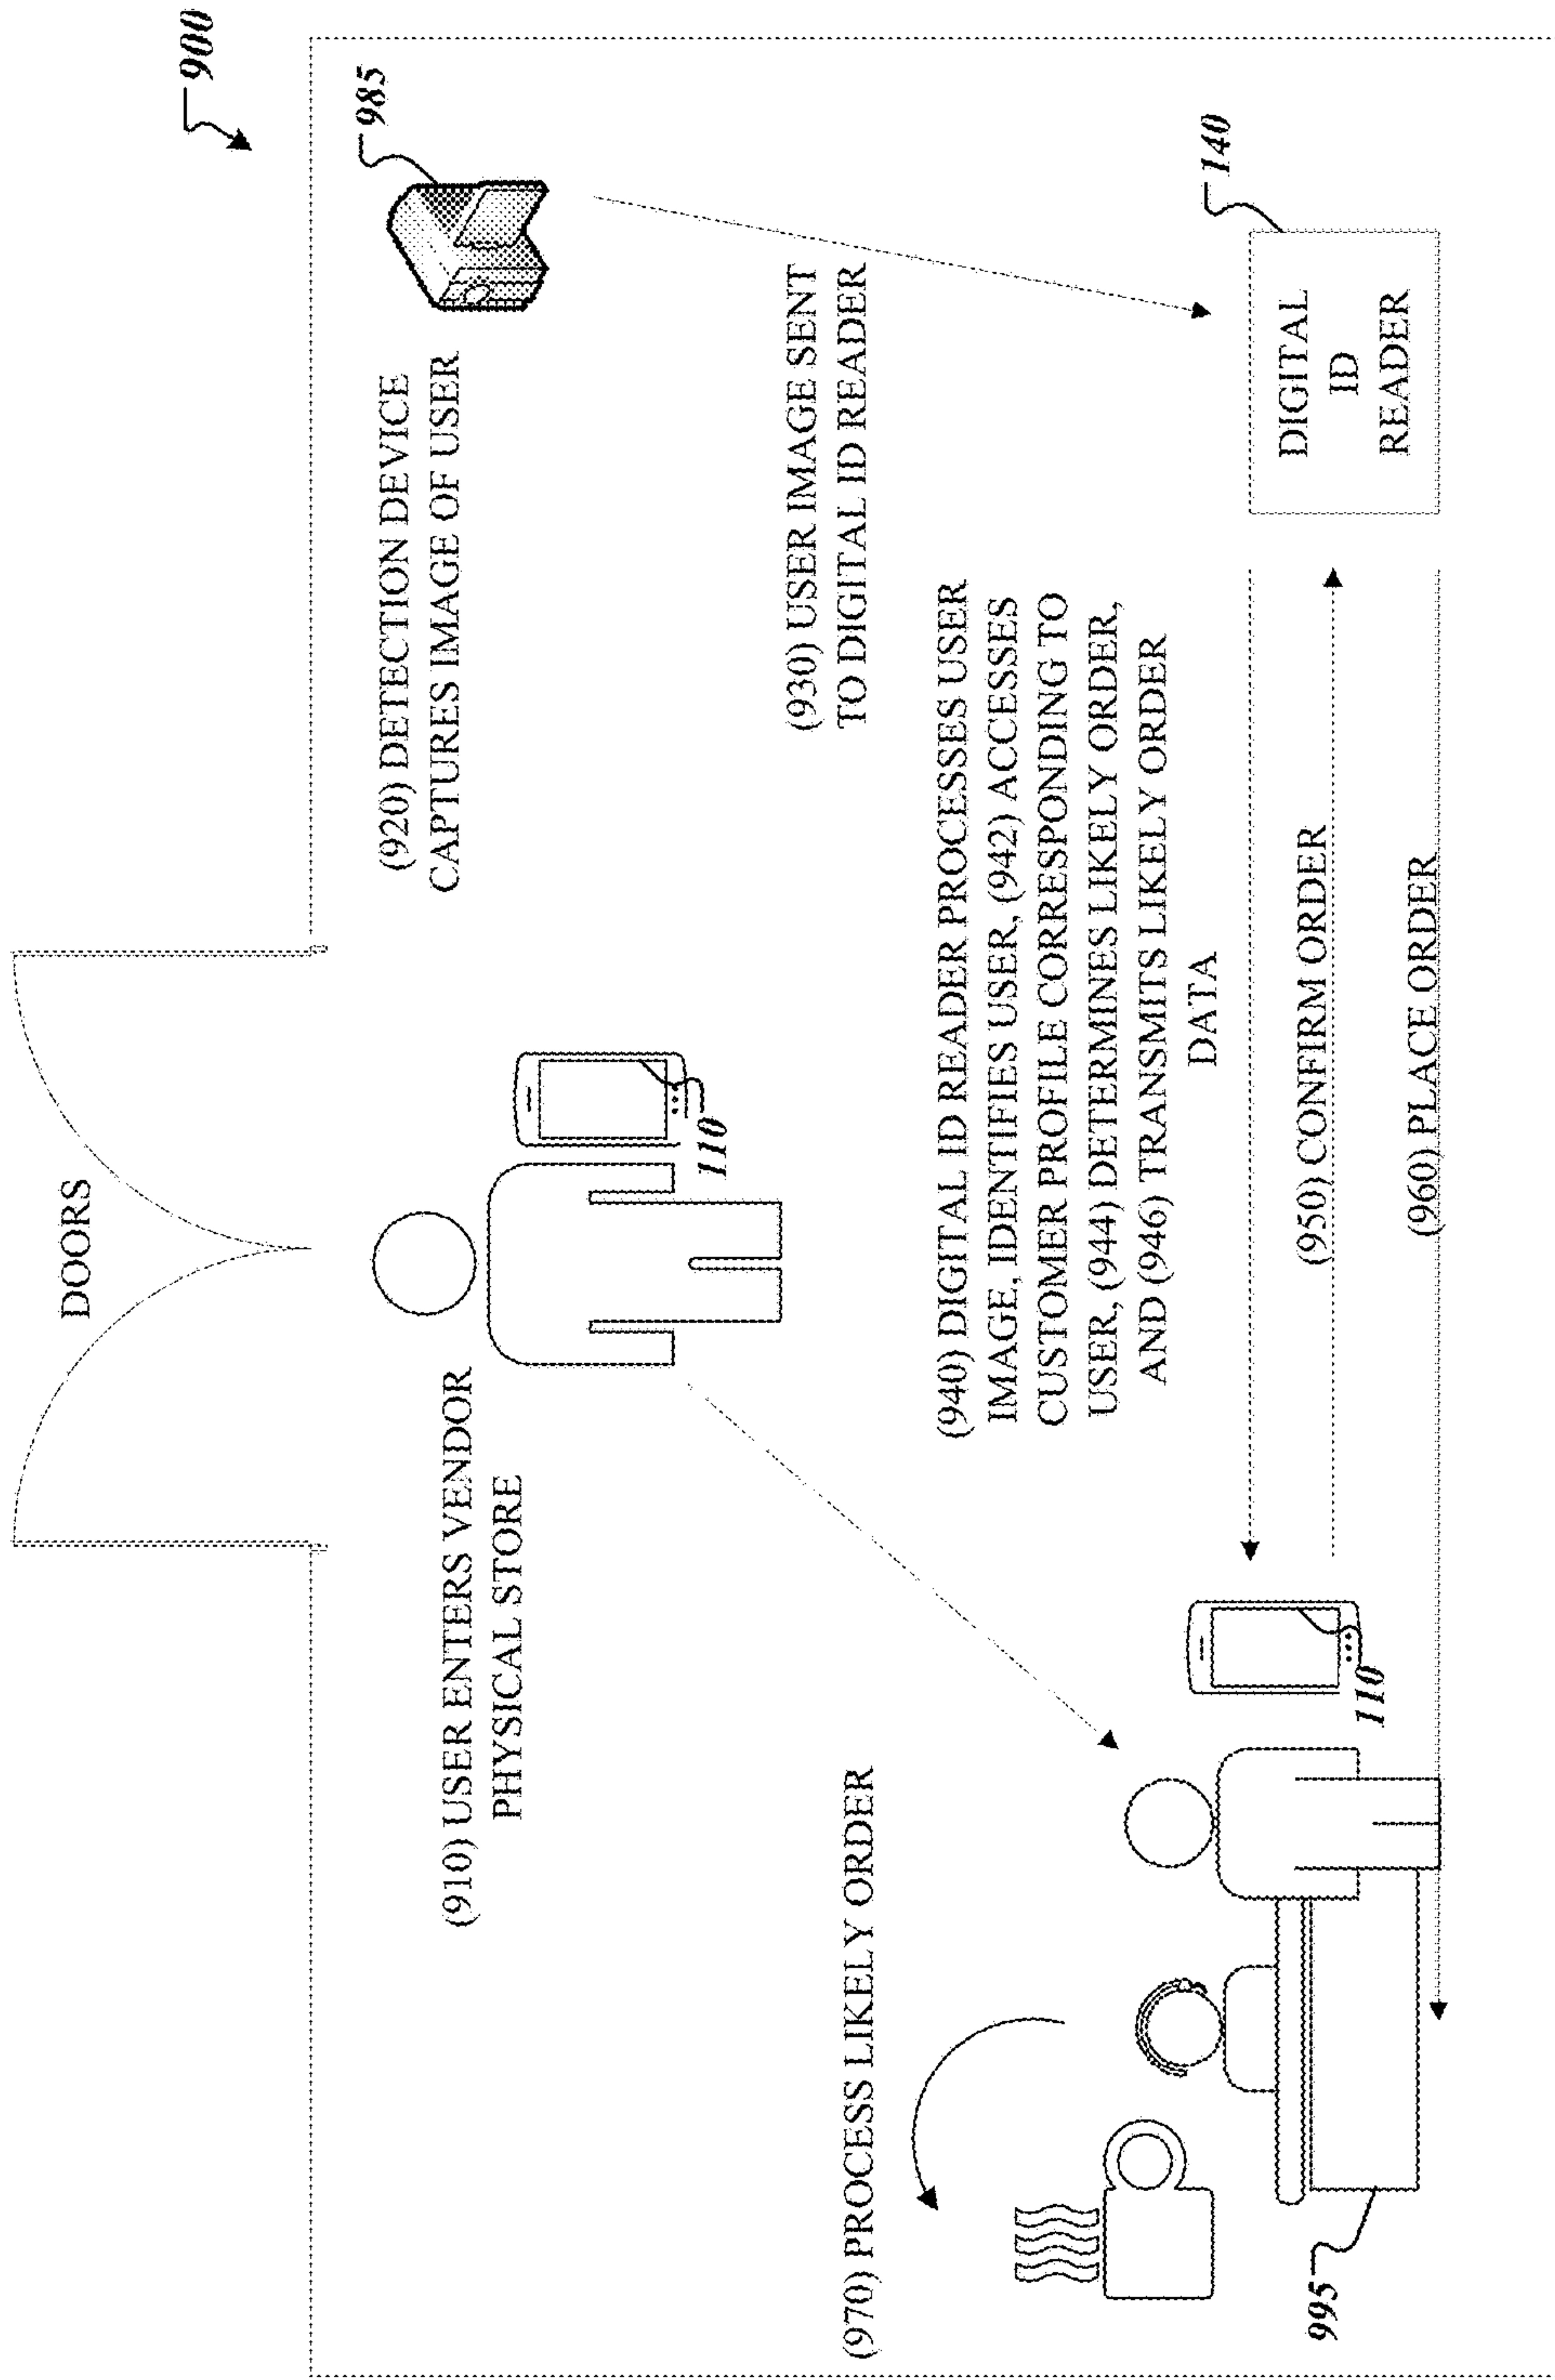 900
DOORS
985
(920) DETECTION DEVICE
CAPTURES IMAGE OF USER
(910) USER ENTERS VENDOR
PHYSICAL STORE
110
(930) USER IMAGE SENT
TO DIGITAL ID READER
(970) PROCESS LIKELY ORDER
(940) DIGITAL ID READER PROCESSES USER
IMAGE, IDENTIFIES USER, (942) ACCESSES
CUSTOMER PROFILE CORRESPONDING TO
USER, (944) DETERMINES LIKELY ORDER,
AND (946) TRANSMITS LIKELY ORDER
DATA
140
DIGITAL
ID
READER
(950) CONFIRM ORDER
110
(960) PLACE ORDER
995